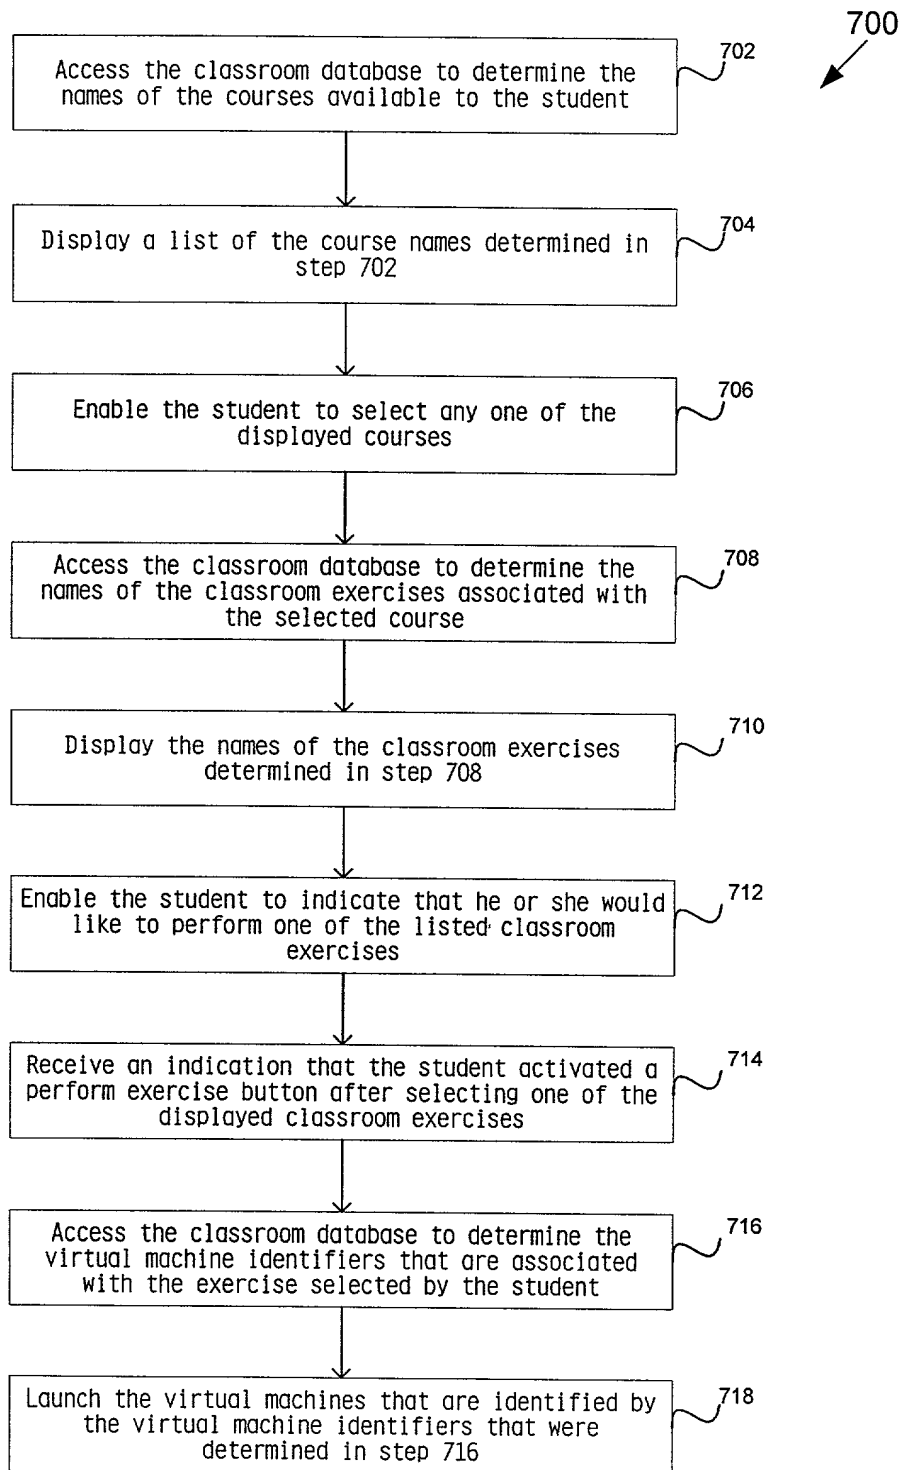 700
702
Access the classroom database to determine the
names of the courses available to the student
704
Display a list of the course names determined in
step 702
706
Enable the student to select any one of the
displayed courses
708
Access the classroom database to determine the
names of the classroom exercises associated with
the selected course
710
Display the names of the classroom exercises
determined in step 708
712
Enable the student to indicate that he or she would
like to perform one of the listed classroom
exercises
714
Receive an indication that the student activated a
perform exercise button after selecting one of the
displayed classroom exercises
716
Access the classroom database to determine the
virtual machine identifiers that are associated
with the exercise selected by the student
718
Launch the virtual machines that are identified by
the virtual machine identifiers that were
determined in step 716